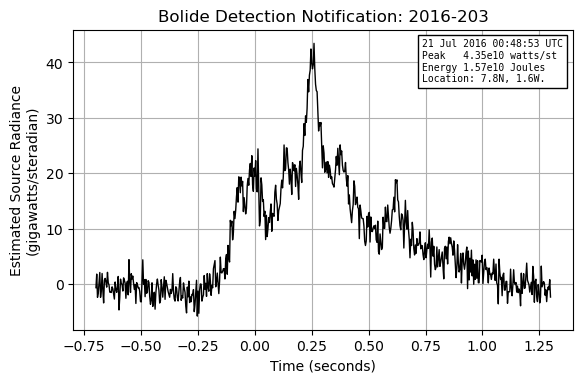 Bolide Detection Notification: 2016-203
21 Jul 2016 00:48:53 UTC
Peak   4.35e10 watts/st
Energy 1.57e10 Joules
Location: 7.8N, 1.6W.
Estimated Source Radiance
(gigawatts/steradian)
40
30
20
10
0
−0.75 −0.50 −0.25 0.00 0.25 0.50 0.75 1.00 1.25
Time (seconds)